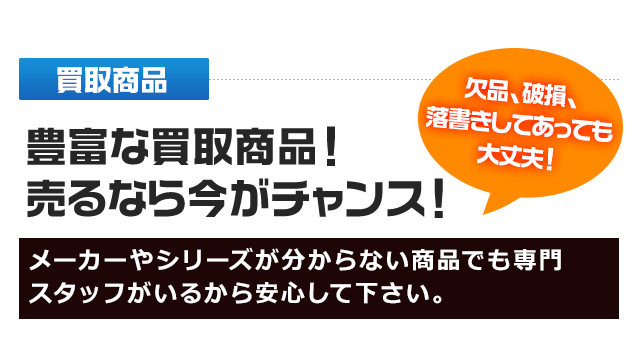 買取商品
欠品、破損、
落書きしてあっても
大丈夫!
豊富な買取商品!
売るなら今がチャンス!
メーカーやシリーズが分からない商品でも専門
スタッフがいるから安心して下さい。